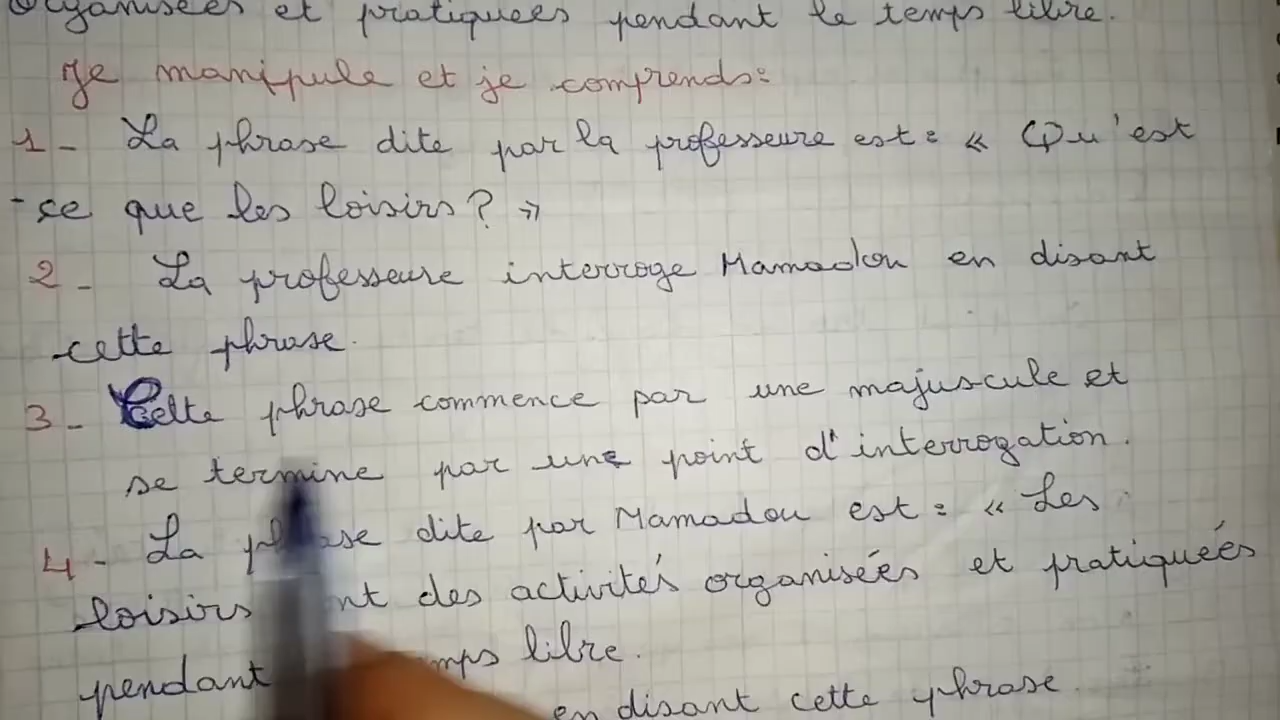 Organisées et pratiquées pendant le temps libre.
Je manipule et je comprends:
1- La phrase dite par la professeure est: « Qu'est
-ce que les loisirs? »
2- La professeure interroge Mamadou en disant
cette phrase.
3- Cette phrase commence par une majuscule et
se termine par une point d'interrogation.
4- La dite par Mamadou est: « Les
loisirs des activités organisées et pratiquées
pendant libre.
en disant cette phrase